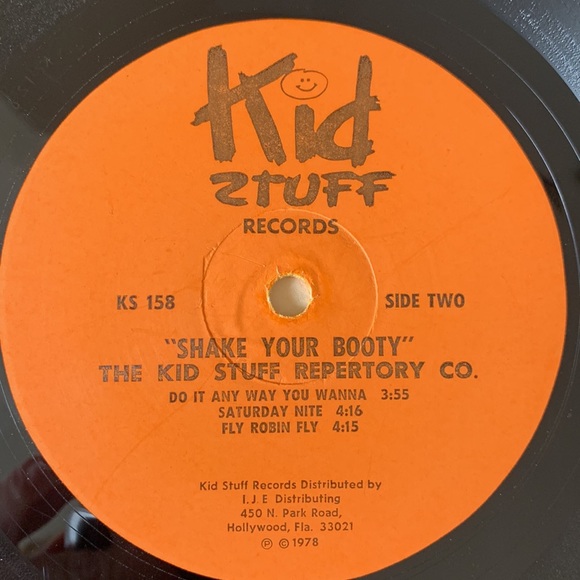 Kid
STUFF
RECORDS
KS 158
SIDE TWO
"SHAKE YOUR BOOTY"
THE KID STUFF REPERTORY CO.
DO IT ANY WAY YOU WANNA 3:55
SATURDAY NITE 4:16
FLY ROBIN FLY 4:15
Kid Stuff Records Distributed by
I. J. E. Distributing
450 N. Park Road,
Hollywood, Fla. 33021
℗ © 1978